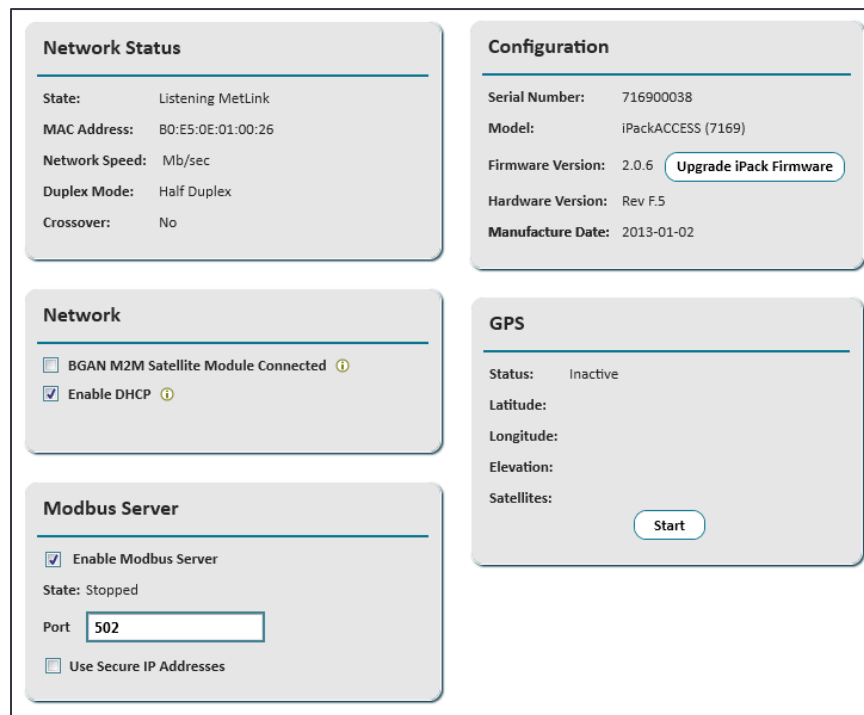 Network Status
State: Listening MetLink
MAC Address: B0:E5:0E:01:00:26
Network Speed: Mb/sec
Duplex Mode: Half Duplex
Crossover: No
Network
BGAN M2M Satellite Module Connected
Enable DHCP
Modbus Server
Enable Modbus Server
State: Stopped
Port 502
Use Secure IP Addresses
Configuration
Serial Number: 716900038
Model: iPackACCESS (7169)
Firmware Version: 2.0.6 Upgrade iPack Firmware
Hardware Version: Rev F.5
Manufacture Date: 2013-01-02
GPS
Status: Inactive
Latitude:
Longitude:
Elevation:
Satellites:
Start